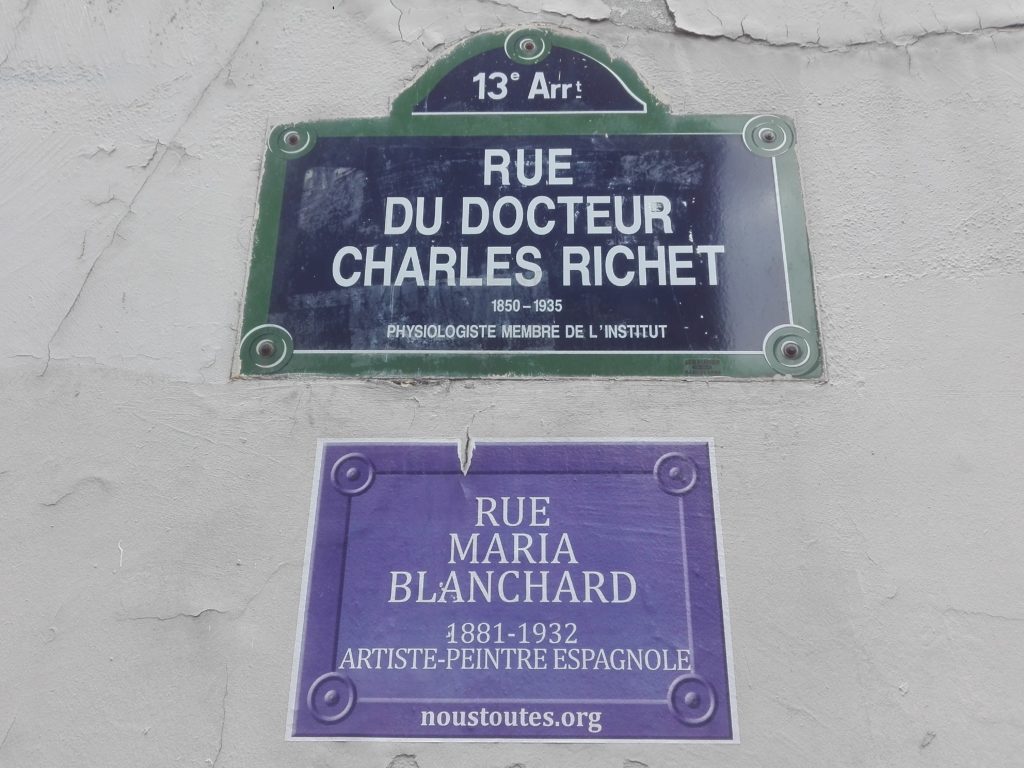 13e Arrt
RUE
DU DOCTEUR
CHARLES RICHET
1850-1935
PHYSIOLOGISTE MEMBRE DE L'INSTITUT
RUE
MARIA
BLANCHARD
1881-1932
ARTISTE-PEINTRE ESPAGNOLE
noustoutes.org